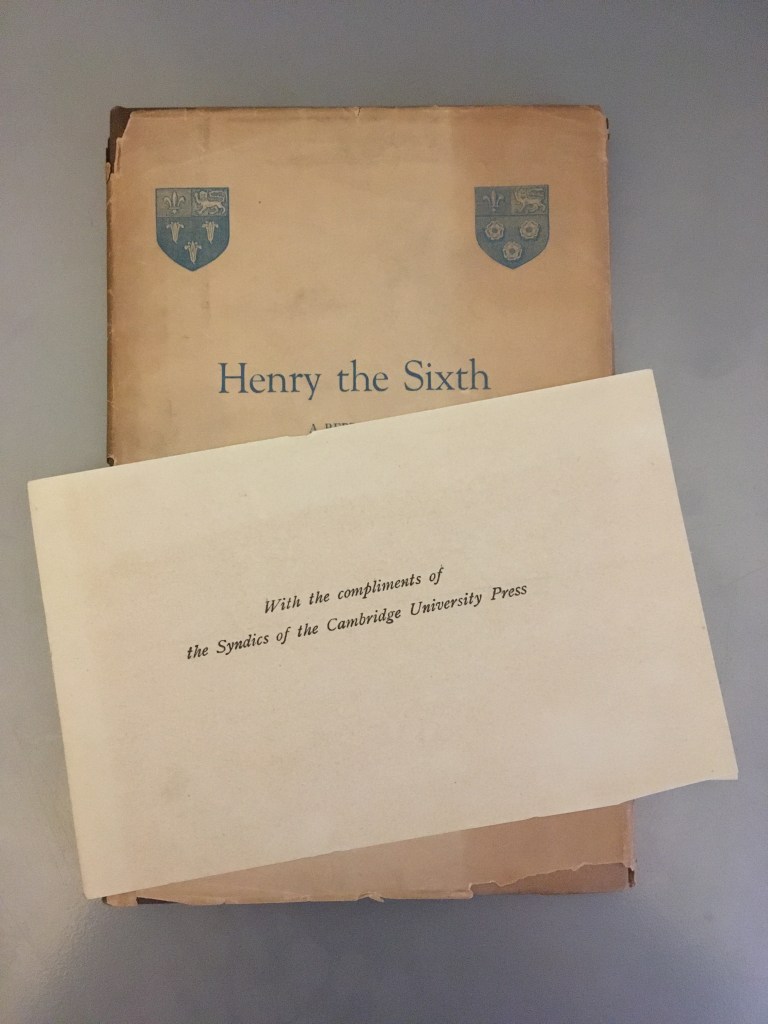 Henry the Sixth
A
With the compliments of
the Syndics of the Cambridge University Press